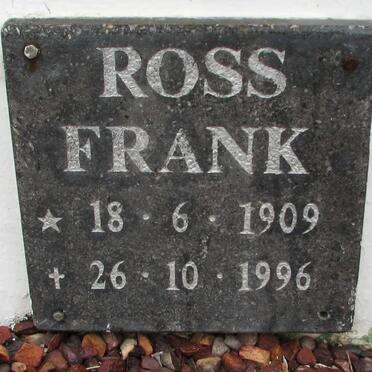 ROSS
FRANK
☆ 18 · 6 · 1909
✝ 26 · 10 · 1996